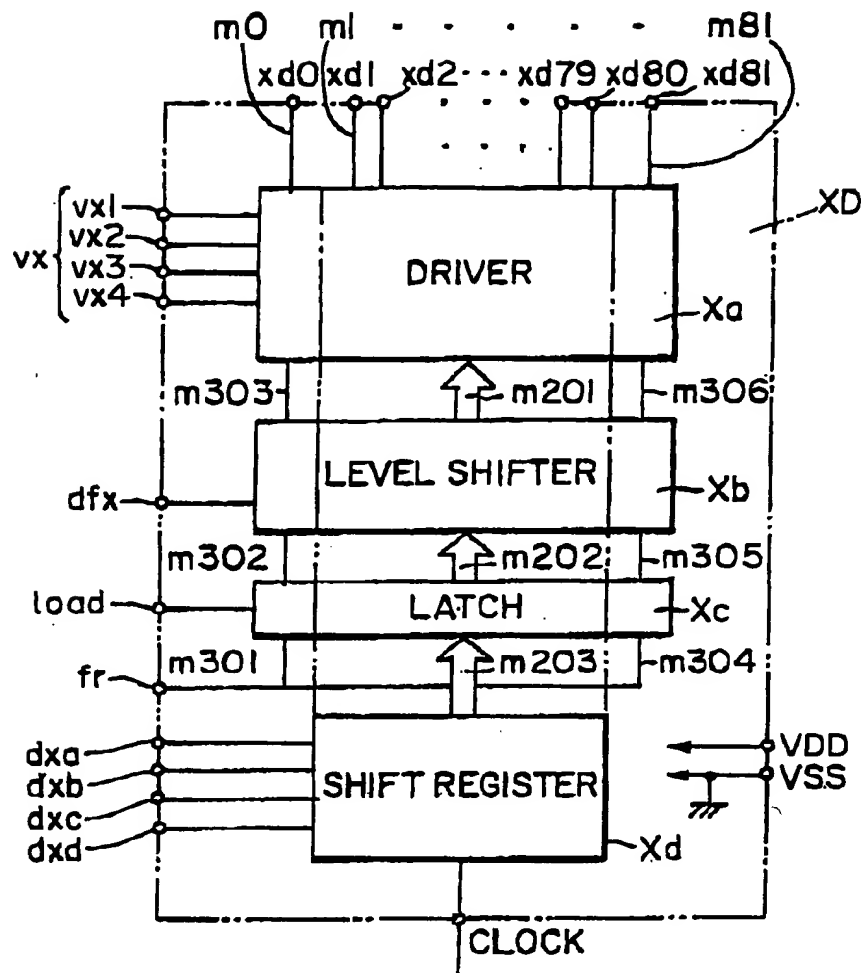 m0 m1 · · · · m81
xd0 xd1 xd2 ··· xd79 xd80 xd81
vx1
vx2
vx { vx3
vx4
DRIVER
XD
Xa
m303 m201 m306
LEVEL SHIFTER
Xb
dfx
m302 m202 m305
load
LATCH
Xc
m301 m203 m304
fr
dxa
dxb
dxc
dxd
SHIFT REGISTER
VDD
VSS
Xd
CLOCK